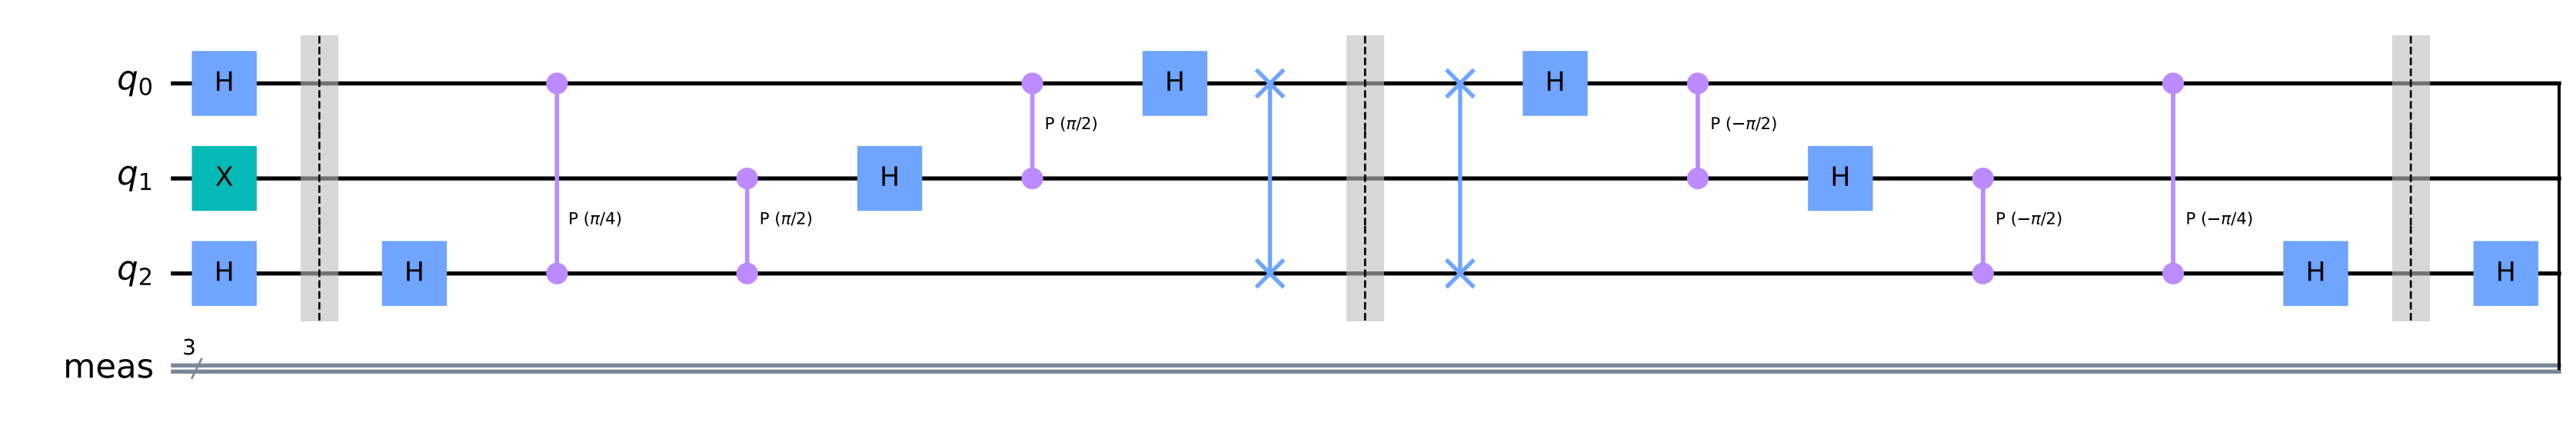 q0 H H H
P (π/2) P (−π/2)
q1 X H H
P (π/4) P (π/2) P (−π/2) P (−π/4)
q2 H H H H
3
meas